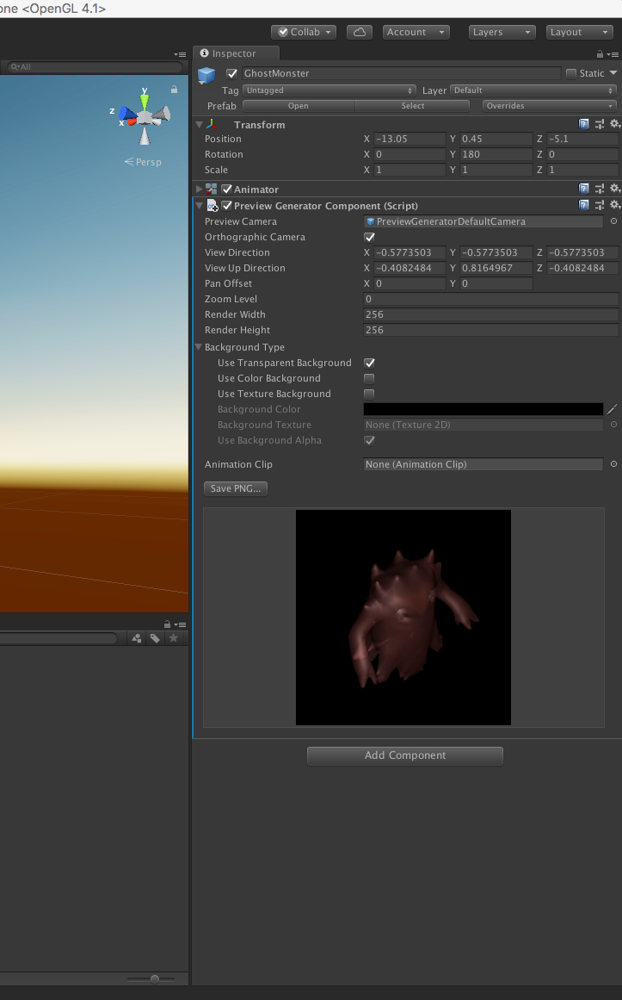 one <OpenGL 4.1>
Collab
Account
Layers
Layout
Inspector
All
GhostMonster
Static
Tag Untagged Layer Default
Prefab Open Select Overrides
Transform
Position X -13.05 Y 0.45 Z -5.1
Rotation X 0 Y 180 Z 0
Scale X 1 Y 1 Z 1
y
z
x
Persp
Animator
Preview Generator Component (Script)
Preview Camera PreviewGeneratorDefaultCamera
Orthographic Camera
View Direction X -0.5773503 Y -0.5773503 Z -0.5773503
View Up Direction X -0.4082484 Y 0.8164967 Z -0.4082484
Pan Offset X 0 Y 0
Zoom Level 0
Render Width 256
Render Height 256
Background Type
Use Transparent Background
Use Color Background
Use Texture Background
Background Color
Background Texture None (Texture 2D)
Use Background Alpha
Animation Clip None (Animation Clip)
Save PNG...
Add Component